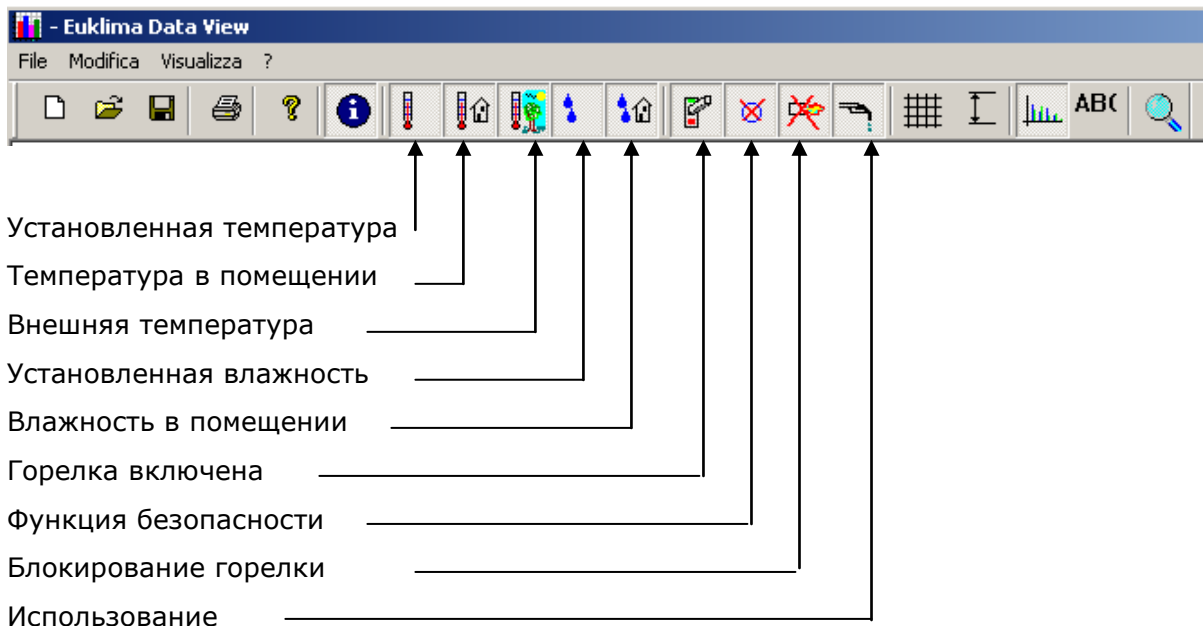 - Euklima Data View
File Modifica Visualizza ?
ABC
Установленная температура
Температура в помещении
Внешняя температура
Установленная влажность
Влажность в помещении
Горелка включена
Функция безопасности
Блокирование горелки
Использование